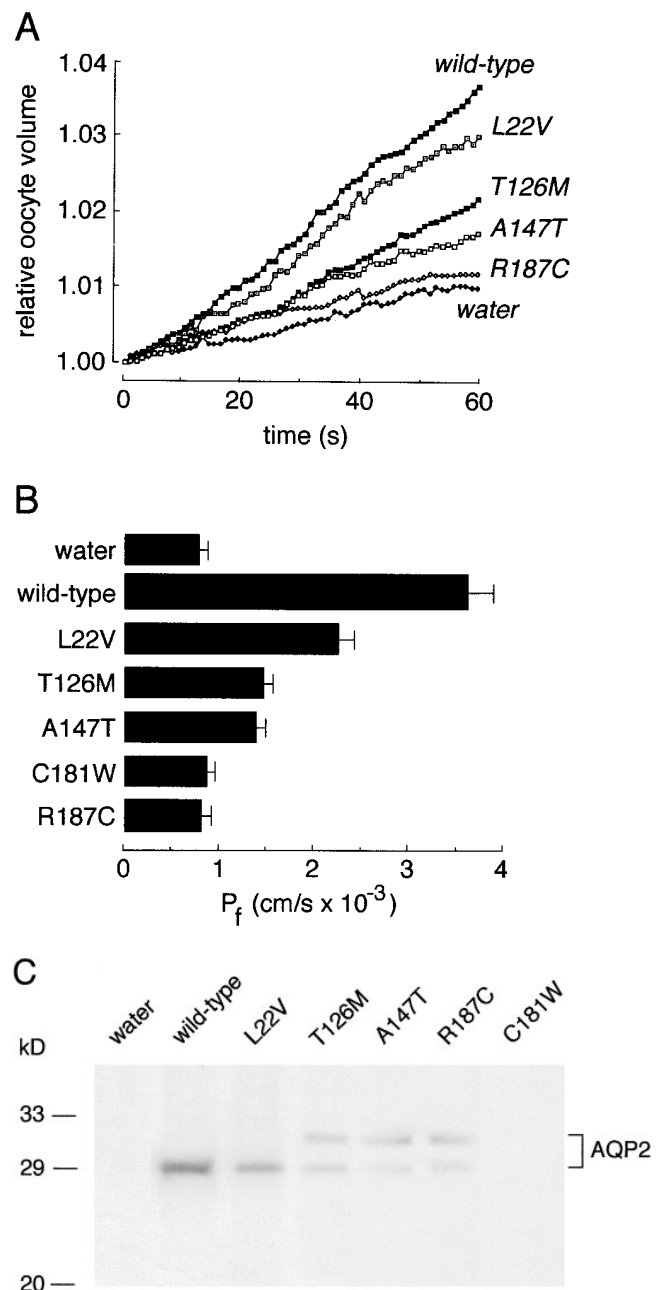 A
relative oocyte volume
1.04
1.03
1.02
1.01
1.00
wild-type
L22V
T126M
A147T
R187C
water
0
20
40
60
time (s)
B
water
wild-type
L22V
T126M
A147T
C181W
R187C
0
1
2
3
4
Pf (cm/s x 10-3)
C
water
wild-type
L22V
T126M
A147T
R187C
C181W
kD
33
29
20
AQP2